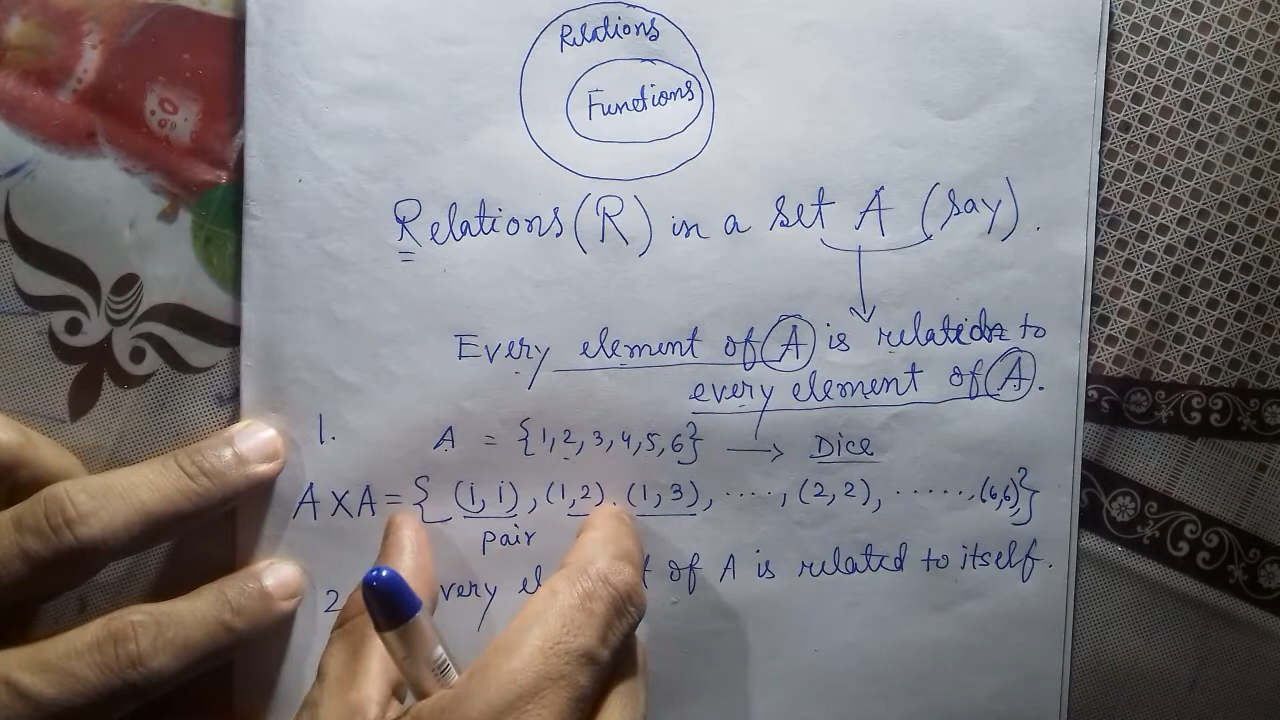 Relations
Functions
Relations (R) in a set A (say).
Every element of A is related to
every element of A.
1. A = {1,2,3,4,5,6} → Dice
A X A = { (1,1), (1,2), (1,3), ....., (2,2), ......, (6,6)}
pair
2. of A is related to itself.